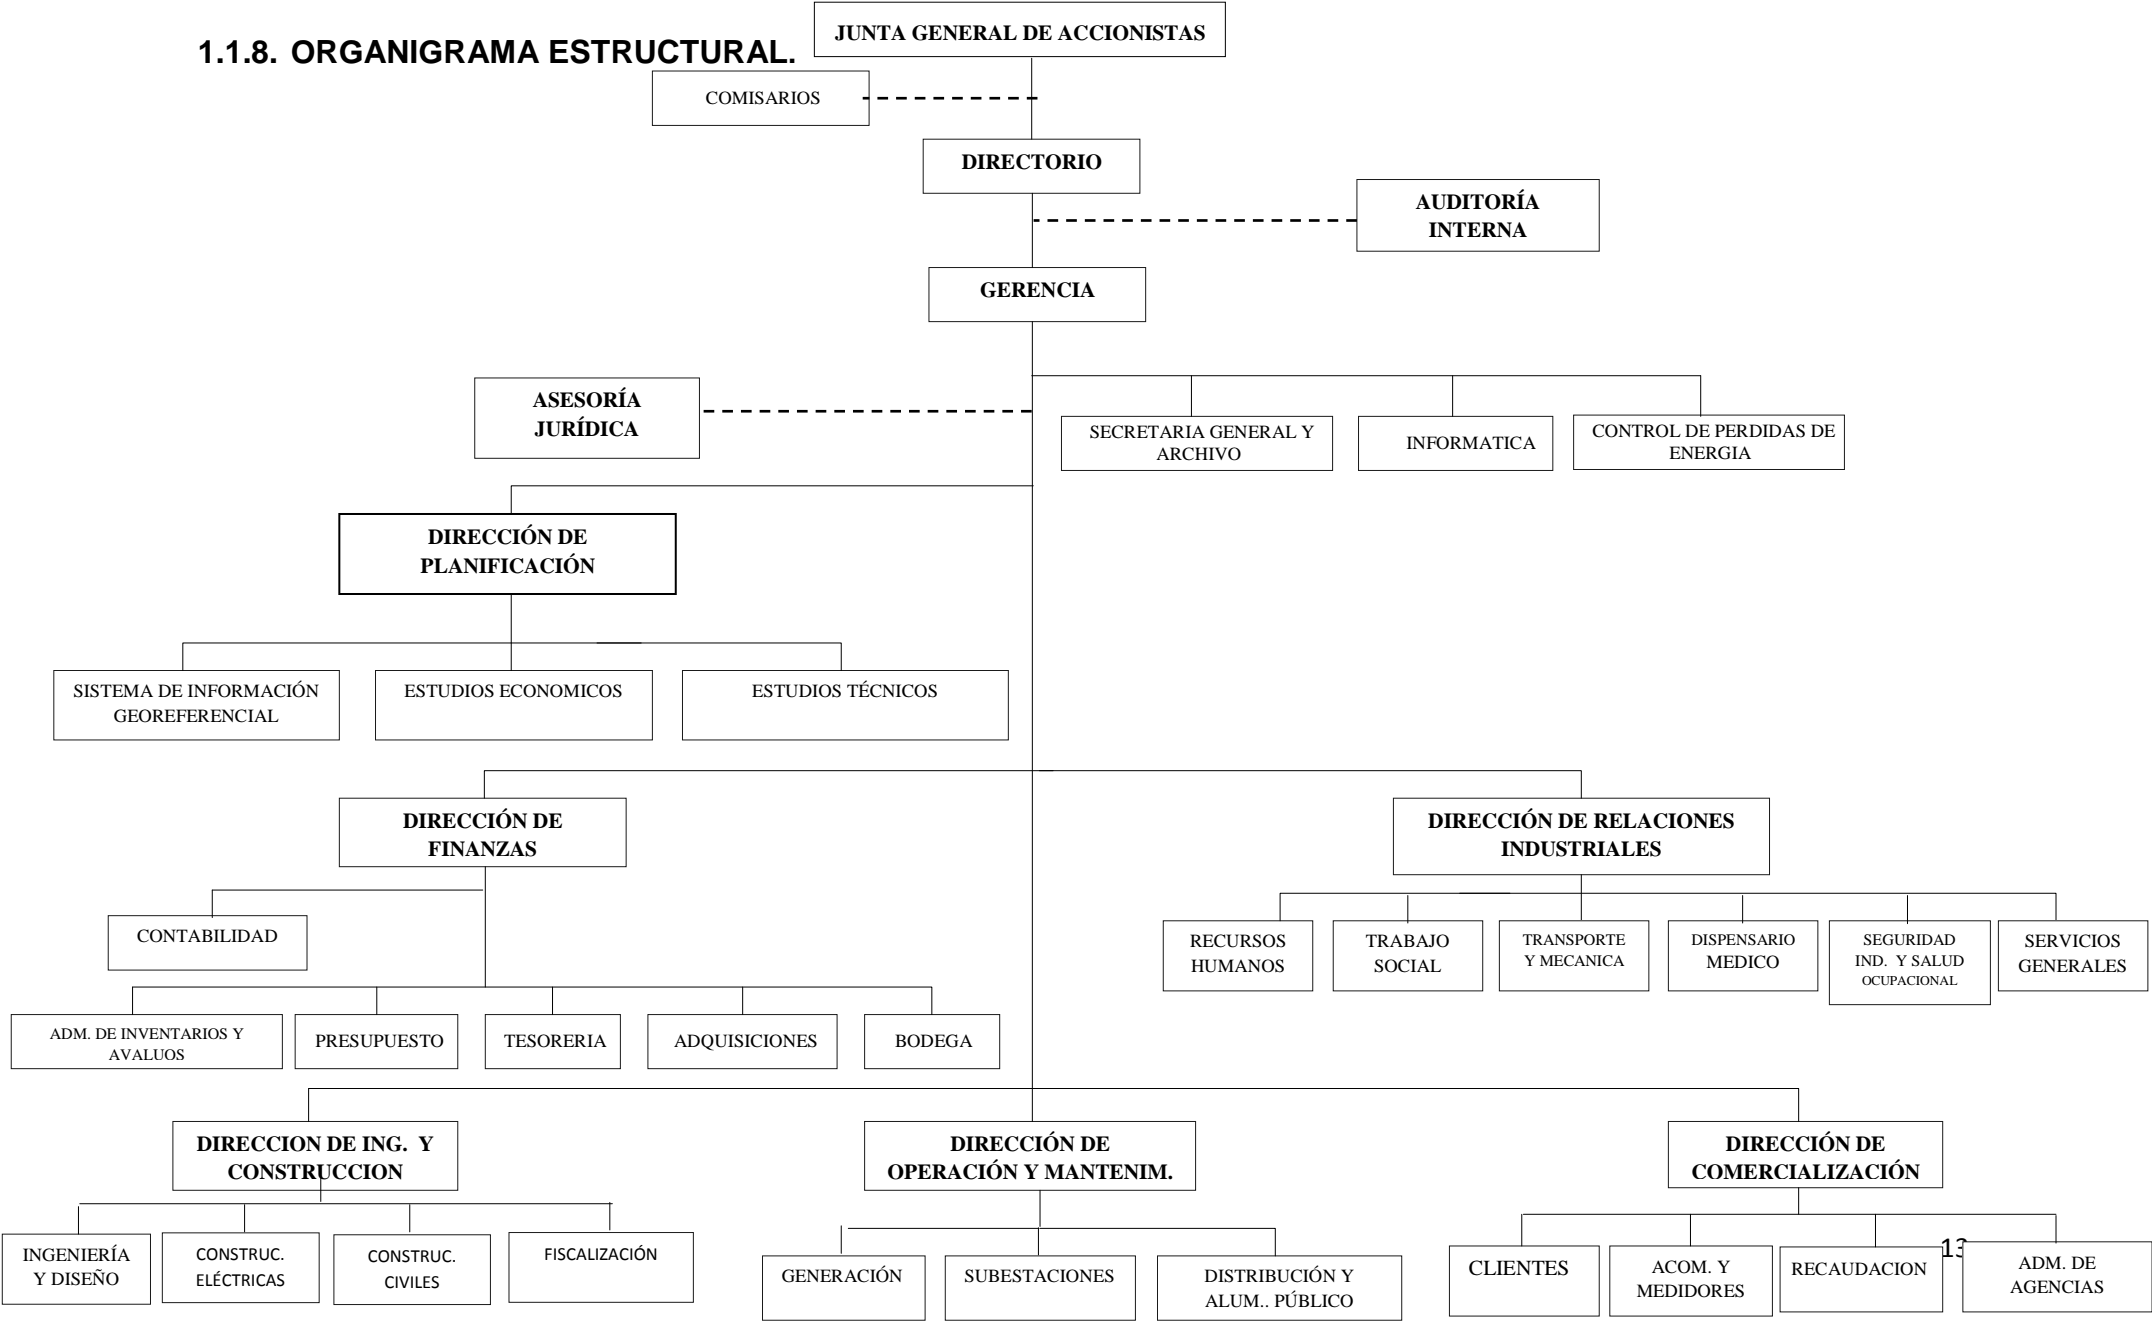 JUNTA GENERAL DE ACCIONISTAS
1.1.8. ORGANIGRAMA ESTRUCTURAL.
COMISARIOS
DIRECTORIO
AUDITORÍA
INTERNA
GERENCIA
ASESORÍA
JURÍDICA
SECRETARIA GENERAL Y
ARCHIVO
INFORMATICA
CONTROL DE PERDIDAS DE
ENERGIA
DIRECCIÓN DE
PLANIFICACIÓN
SISTEMA DE INFORMACIÓN
GEOREFERENCIAL
ESTUDIOS ECONOMICOS
ESTUDIOS TÉCNICOS
DIRECCIÓN DE
FINANZAS
DIRECCIÓN DE RELACIONES
INDUSTRIALES
CONTABILIDAD
RECURSOS
HUMANOS
TRABAJO
SOCIAL
TRANSPORTE
Y MECANICA
DISPENSARIO
MEDICO
SEGURIDAD
IND. Y SALUD
OCUPACIONAL
SERVICIOS
GENERALES
ADM. DE INVENTARIOS Y
AVALUOS
PRESUPUESTO
TESORERIA
ADQUISICIONES
BODEGA
DIRECCION DE ING. Y
CONSTRUCCION
DIRECCIÓN DE
OPERACIÓN Y MANTENIM.
DIRECCIÓN DE
COMERCIALIZACIÓN
INGENIERÍA
Y DISEÑO
CONSTRUC.
ELÉCTRICAS
CONSTRUC.
CIVILES
FISCALIZACIÓN
GENERACIÓN
SUBESTACIONES
DISTRIBUCIÓN Y
ALUM.. PÚBLICO
CLIENTES
ACOM. Y
MEDIDORES
RECAUDACION
13
ADM. DE
AGENCIAS